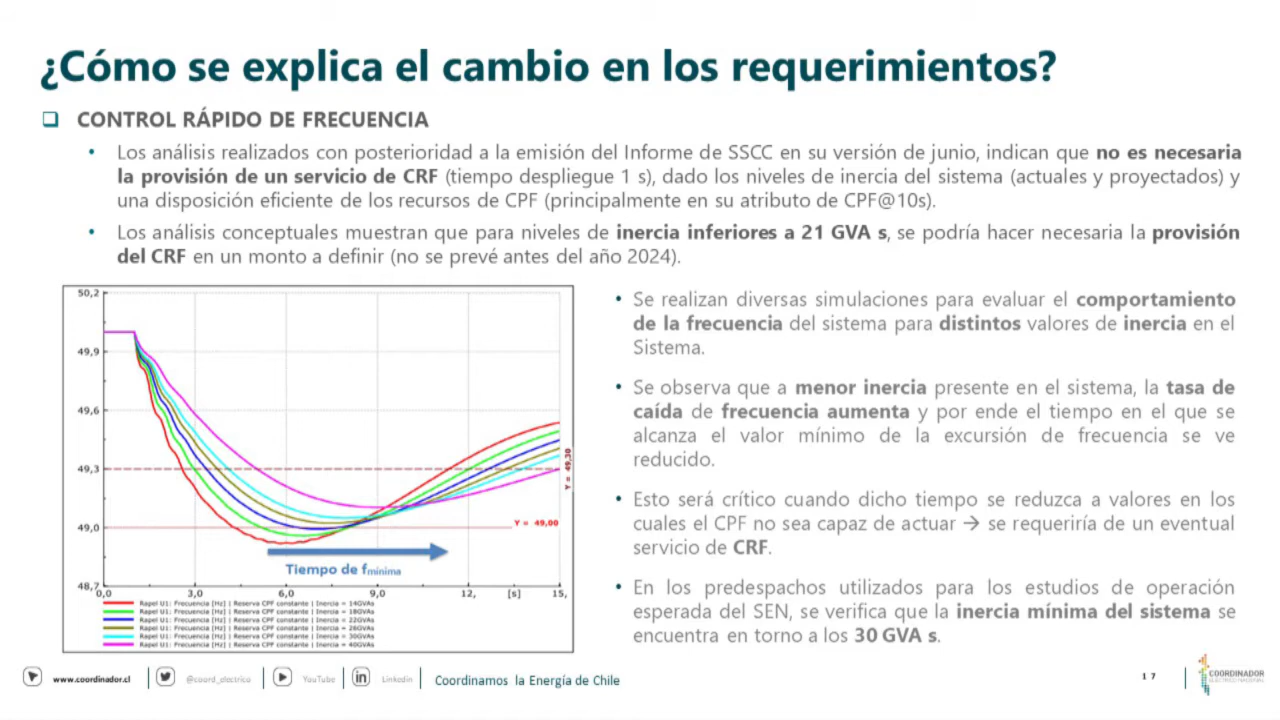 ¿Cómo se explica el cambio en los requerimientos?
CONTROL RÁPIDO DE FRECUENCIA
• Los análisis realizados con posterioridad a la emisión del Informe de SSCC en su versión de junio, indican que no es necesaria
la provisión de un servicio de CRF (tiempo despliegue 1 s), dado los niveles de inercia del sistema (actuales y proyectados) y
una disposición eficiente de los recursos de CPF (principalmente en su atributo de CPF@10s).
• Los análisis conceptuales muestran que para niveles de inercia inferiores a 21 GVA s, se podría hacer necesaria la provisión
del CRF en un monto a definir (no se prevé antes del año 2024).
50,2
49,9
49,6
49,3
49,0
48,7
Y = 49,30
Y = 49,00
Tiempo de fmínima
0,0 3,0 6,0 9,0 12, [s] 15,
Rapel U1: Frecuencia [Hz] | Reserva CPF constante | Inercia = 14GVAs
Rapel U1: Frecuencia [Hz] | Reserva CPF constante | Inercia = 18GVAs
Rapel U1: Frecuencia [Hz] | Reserva CPF constante | Inercia = 22GVAs
Rapel U1: Frecuencia [Hz] | Reserva CPF constante | Inercia = 26GVAs
Rapel U1: Frecuencia [Hz] | Reserva CPF constante | Inercia = 30GVAs
Rapel U1: Frecuencia [Hz] | Reserva CPF constante | Inercia = 40GVAs
• Se realizan diversas simulaciones para evaluar el comportamiento
de la frecuencia del sistema para distintos valores de inercia en el
Sistema.
• Se observa que a menor inercia presente en el sistema, la tasa de
caída de frecuencia aumenta y por ende el tiempo en el que se
alcanza el valor mínimo de la excursión de frecuencia se ve
reducido.
• Esto será crítico cuando dicho tiempo se reduzca a valores en los
cuales el CPF no sea capaz de actuar → se requeriría de un eventual
servicio de CRF.
• En los predespachos utilizados para los estudios de operación
esperada del SEN, se verifica que la inercia mínima del sistema se
encuentra en torno a los 30 GVA s.
www.coordinador.cl
@coord_electrico
YouTube
in
Linkedin
Coordinamos la Energía de Chile
17
COORDINADOR
ELÉCTRICO NACIONAL